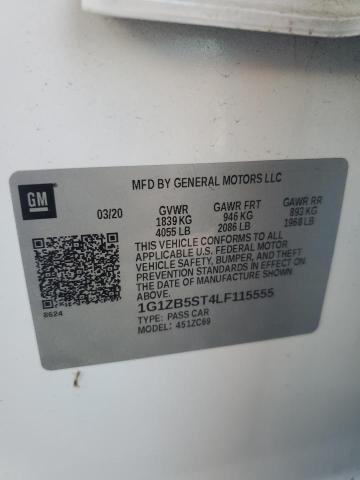 GM
MFD BY GENERAL MOTORS LLC
03/20 GVWR GAWR FRT GAWR RR
1839 KG 946 KG 893 KG
4055 LB 2086 LB 1968 LB
THIS VEHICLE CONFORMS TO ALL
APPLICABLE U.S. FEDERAL MOTOR
VEHICLE SAFETY, BUMPER, AND THEFT
PREVENTION STANDARDS IN EFFECT ON
THE DATE OF MANUFACTURE SHOWN ABOVE.
1G1ZB5ST4LF115555
TYPE: PASS CAR
8624 MODEL: 451ZC69